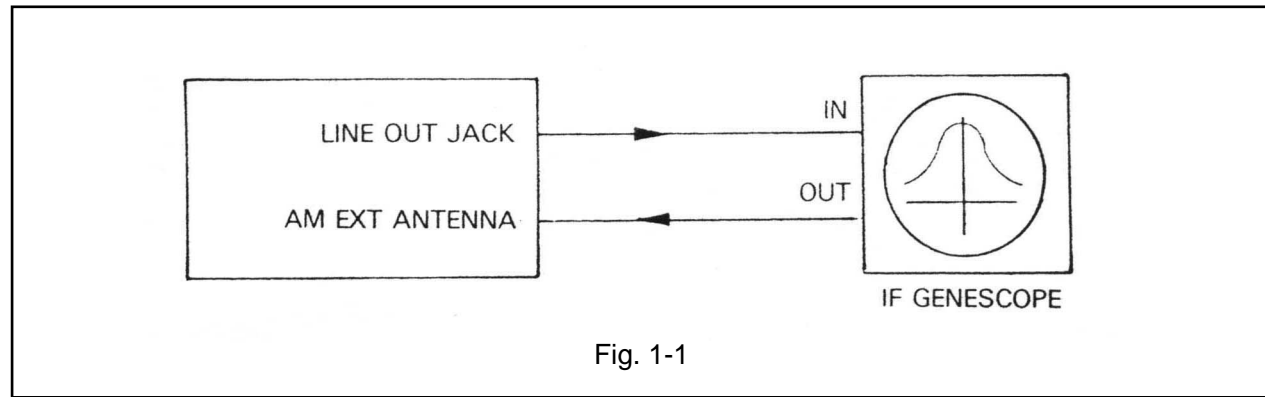 LINE OUT JACK
IN
AM EXT ANTENNA
OUT
IF GENESCOPE
Fig. 1-1